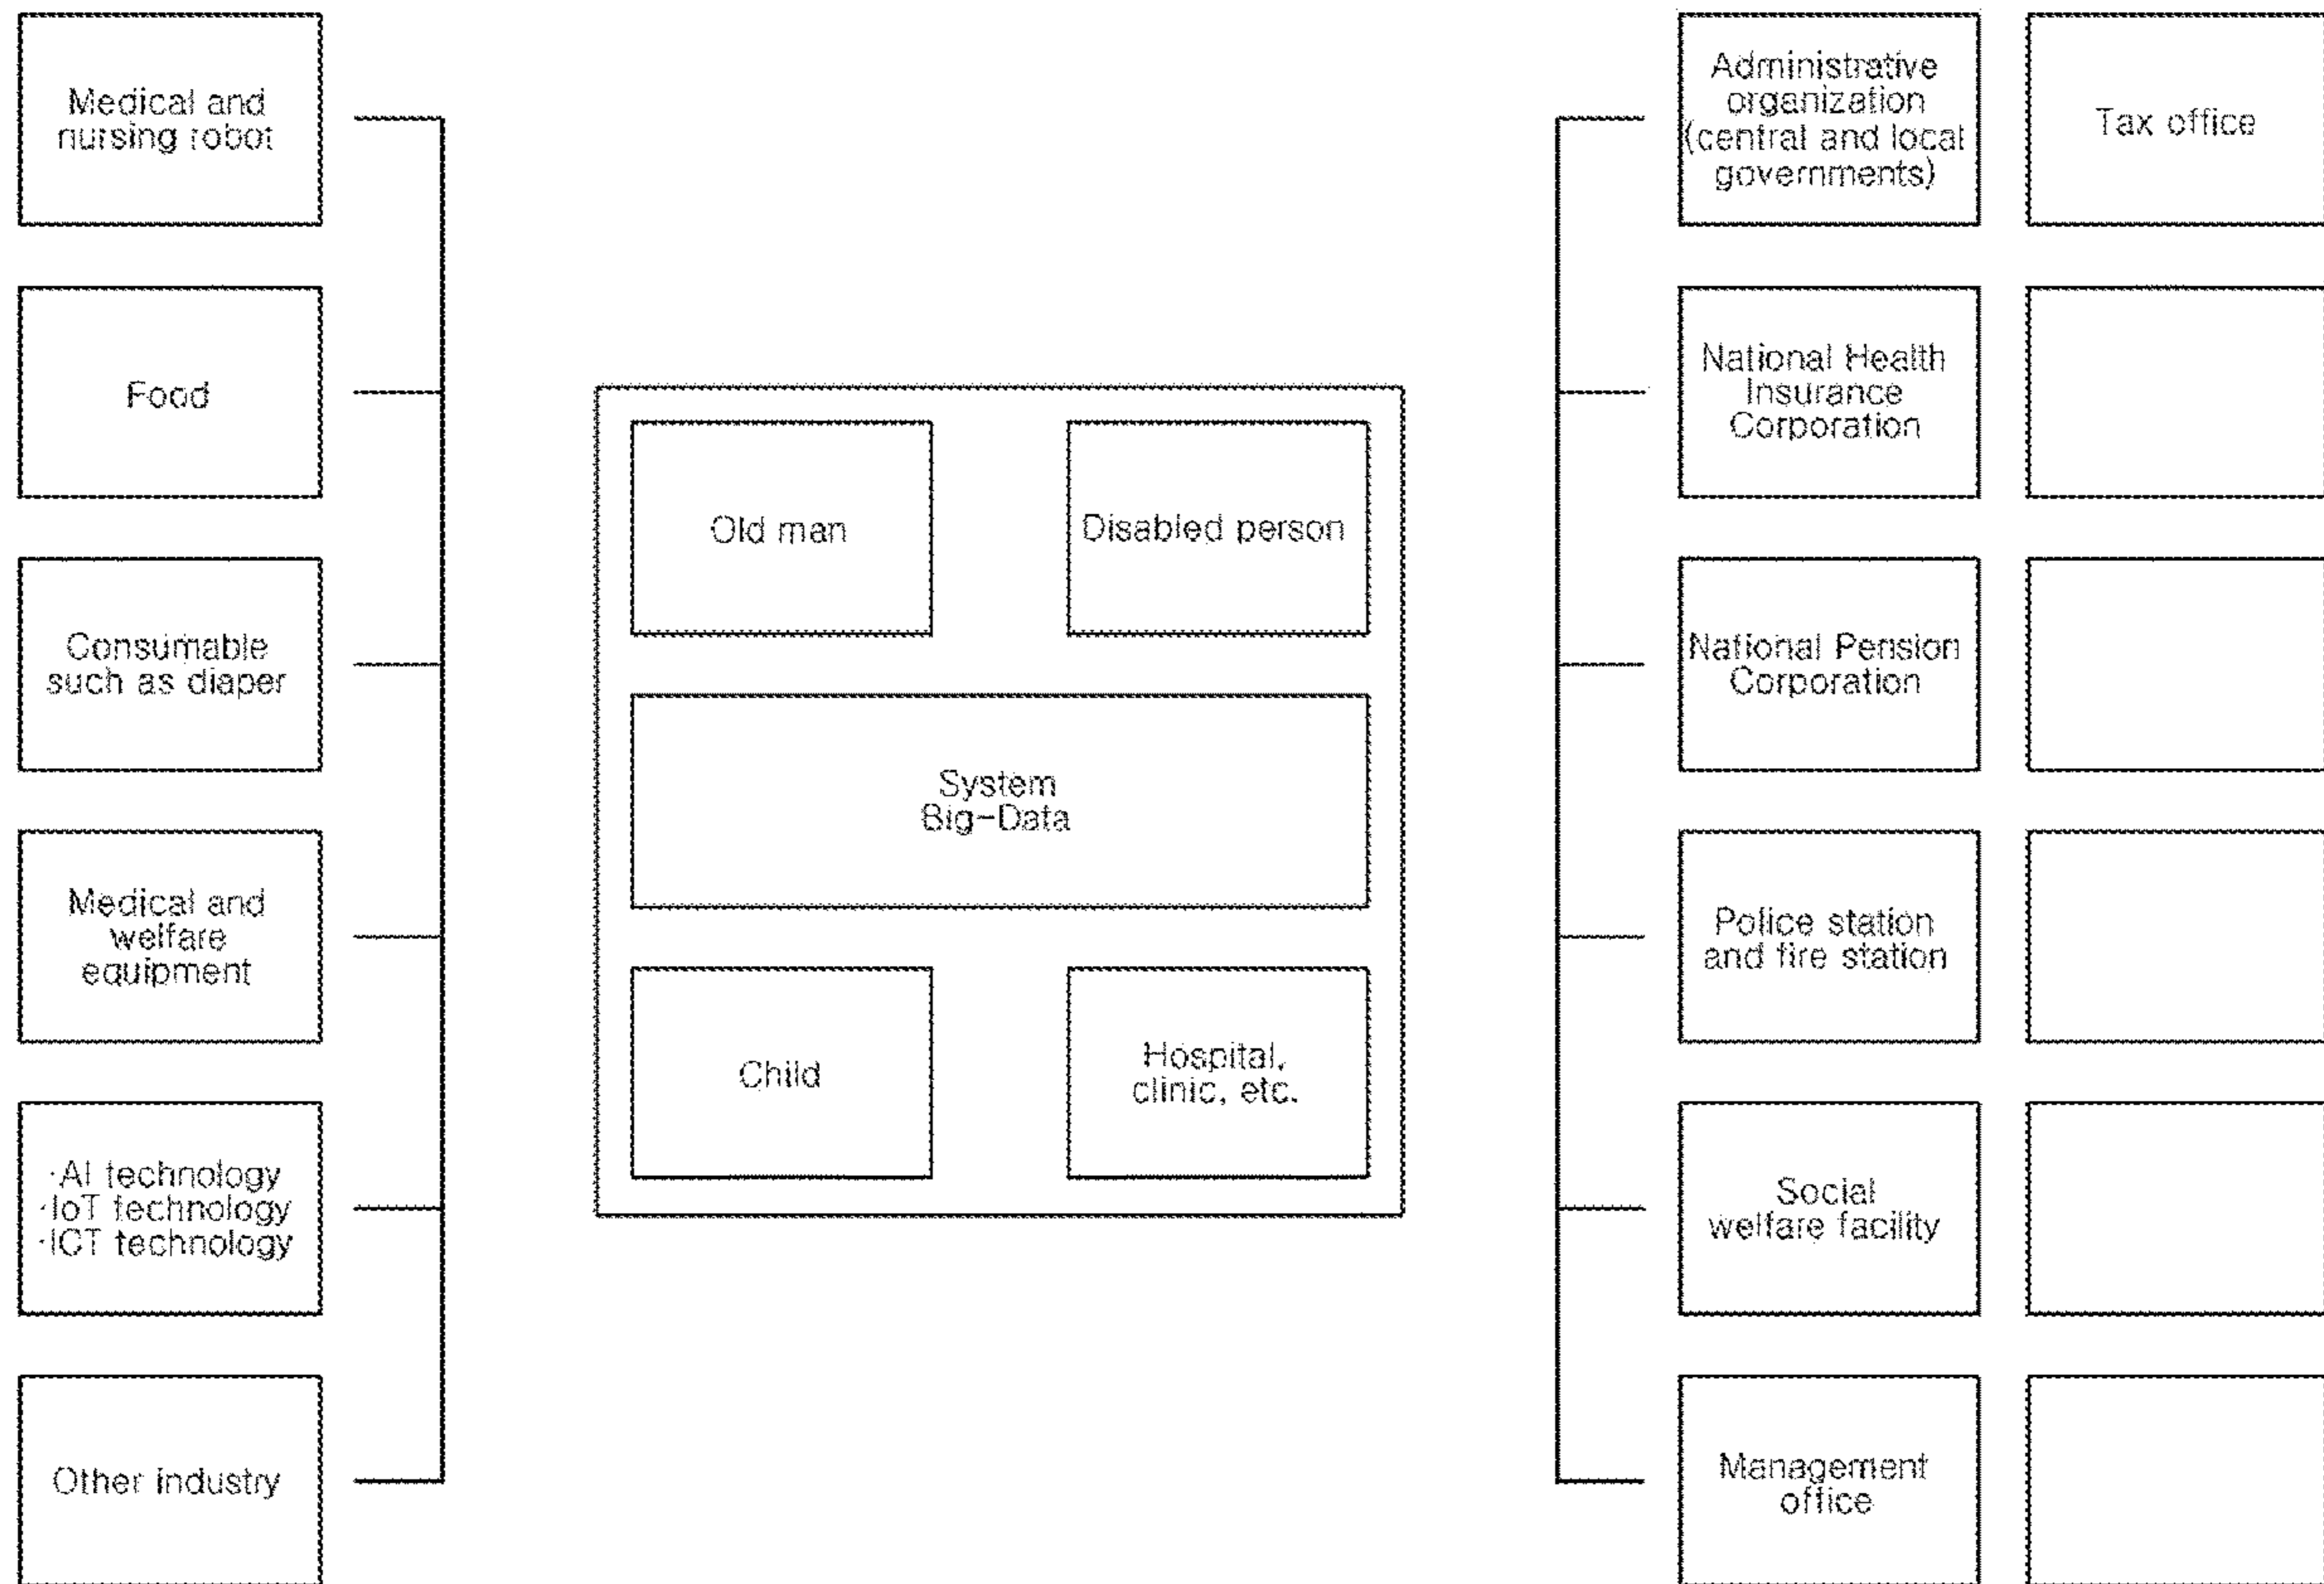 Medical and
nursing robot
Food
Consumable
such as diaper
Medical and
welfare
equipment
·AI technology
·IoT technology
·ICT technology
Other industry
Old man
Disabled person
System
Big-Data
Child
Hospital,
clinic, etc.
Administrative
organization
(central and local
governments)
Tax office
National Health
Insurance
Corporation
National Pension
Corporation
Police station
and fire station
Social
welfare facility
Management
office